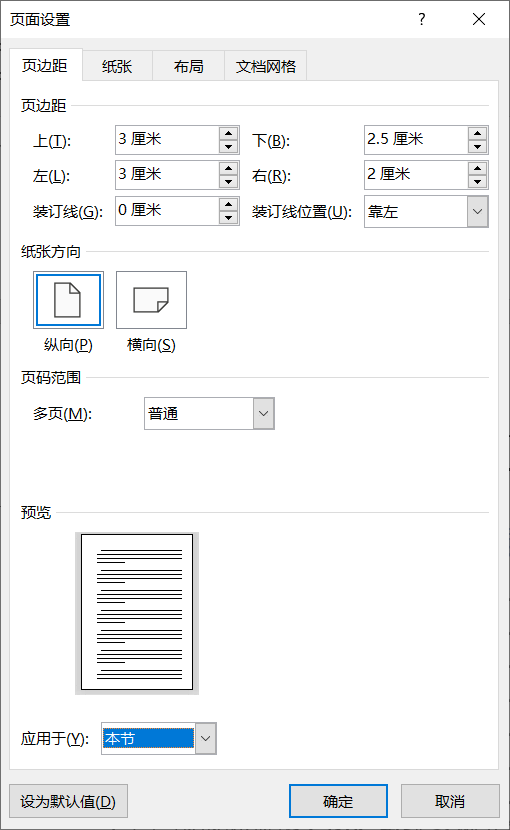 页面设置 ?
页边距 纸张 布局 文档网格
页边距
上(T): 3 厘米 下(B): 2.5 厘米
左(L): 3 厘米 右(R): 2 厘米
装订线(G): 0 厘米 装订线位置(U): 靠左
纸张方向
纵向(P) 横向(S)
页码范围
多页(M): 普通
预览
应用于(Y): 本节
设为默认值(D) 确定 取消